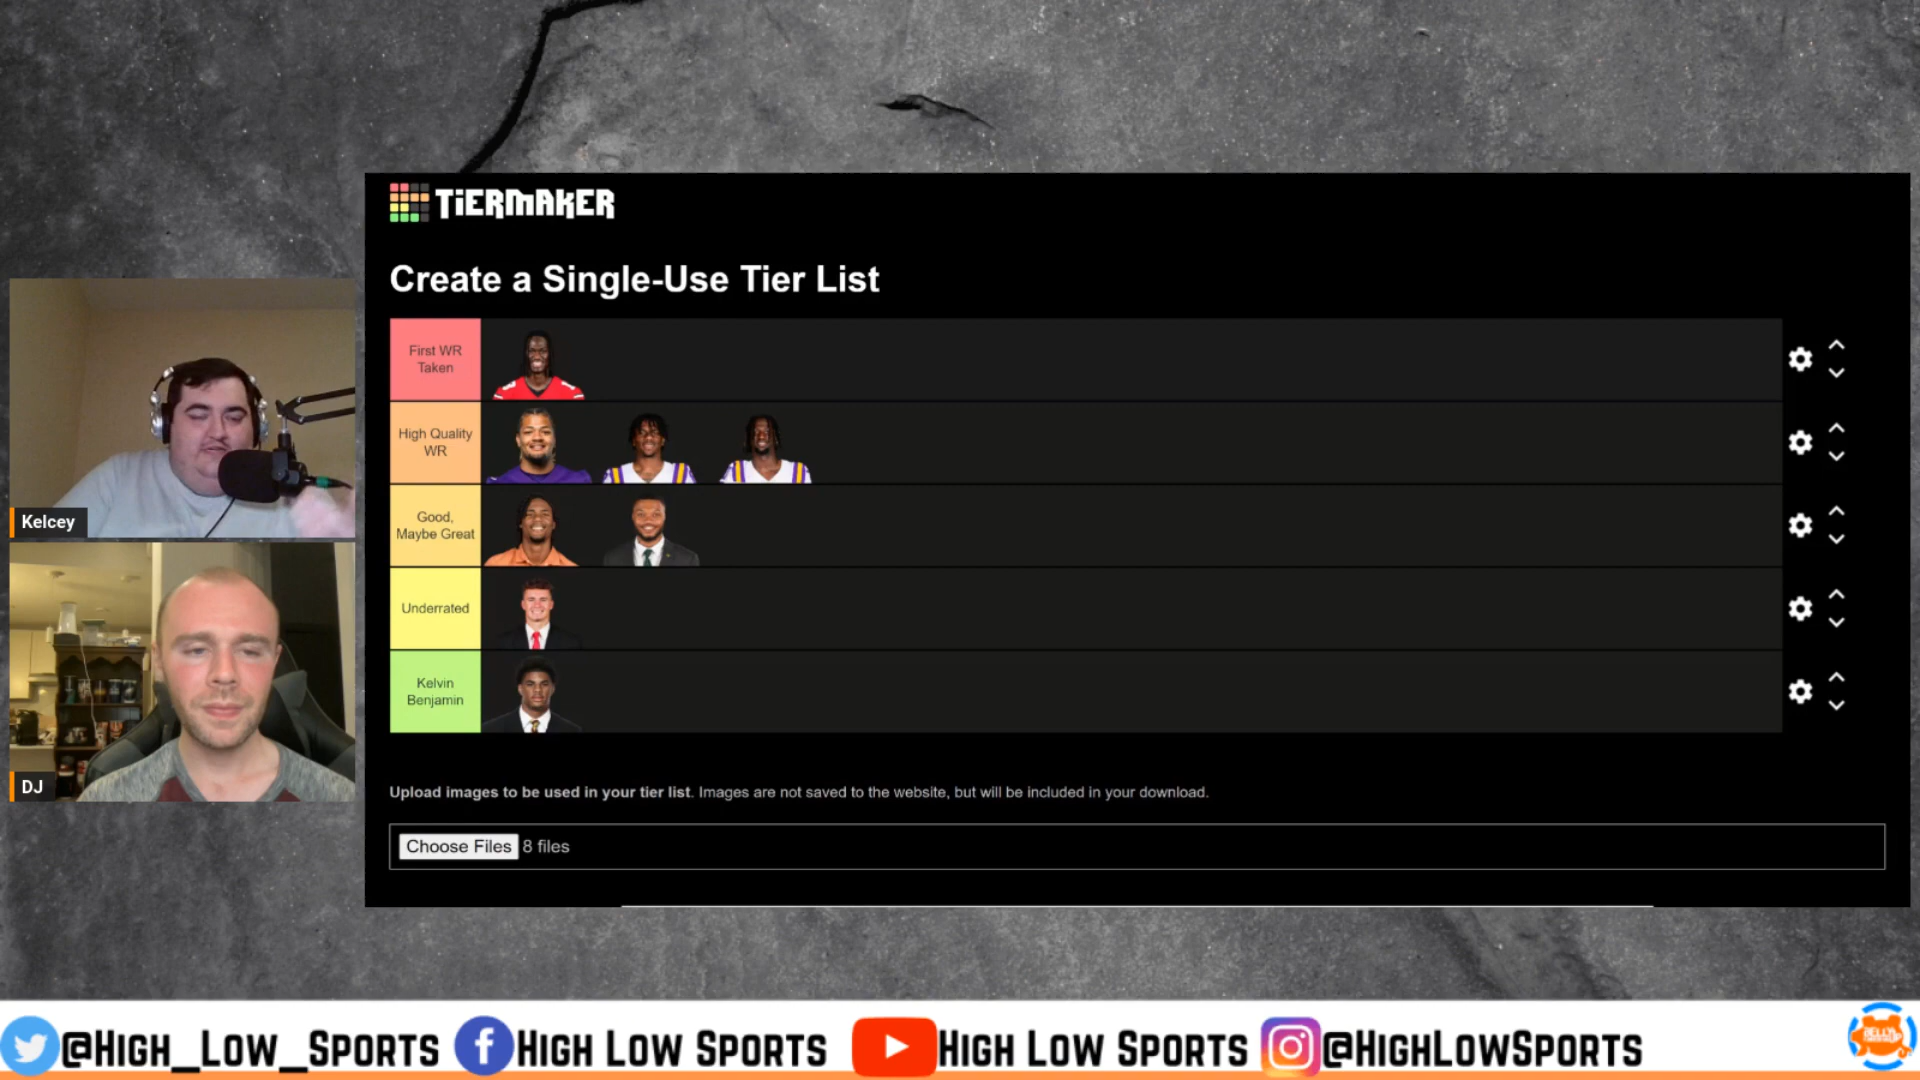 TiERMAKER
Create a Single-Use Tier List
First WR
Taken
High Quality
WR
Good,
Maybe Great
Underrated
Kelvin
Benjamin
Kelcey
DJ
Upload images to be used in your tier list. Images are not saved to the website, but will be included in your download.
Choose Files 8 files
@HIGH_LOW_SPORTS HIGH LOW SPORTS HIGH LOW SPORTS @HIGHLOWSPORTS